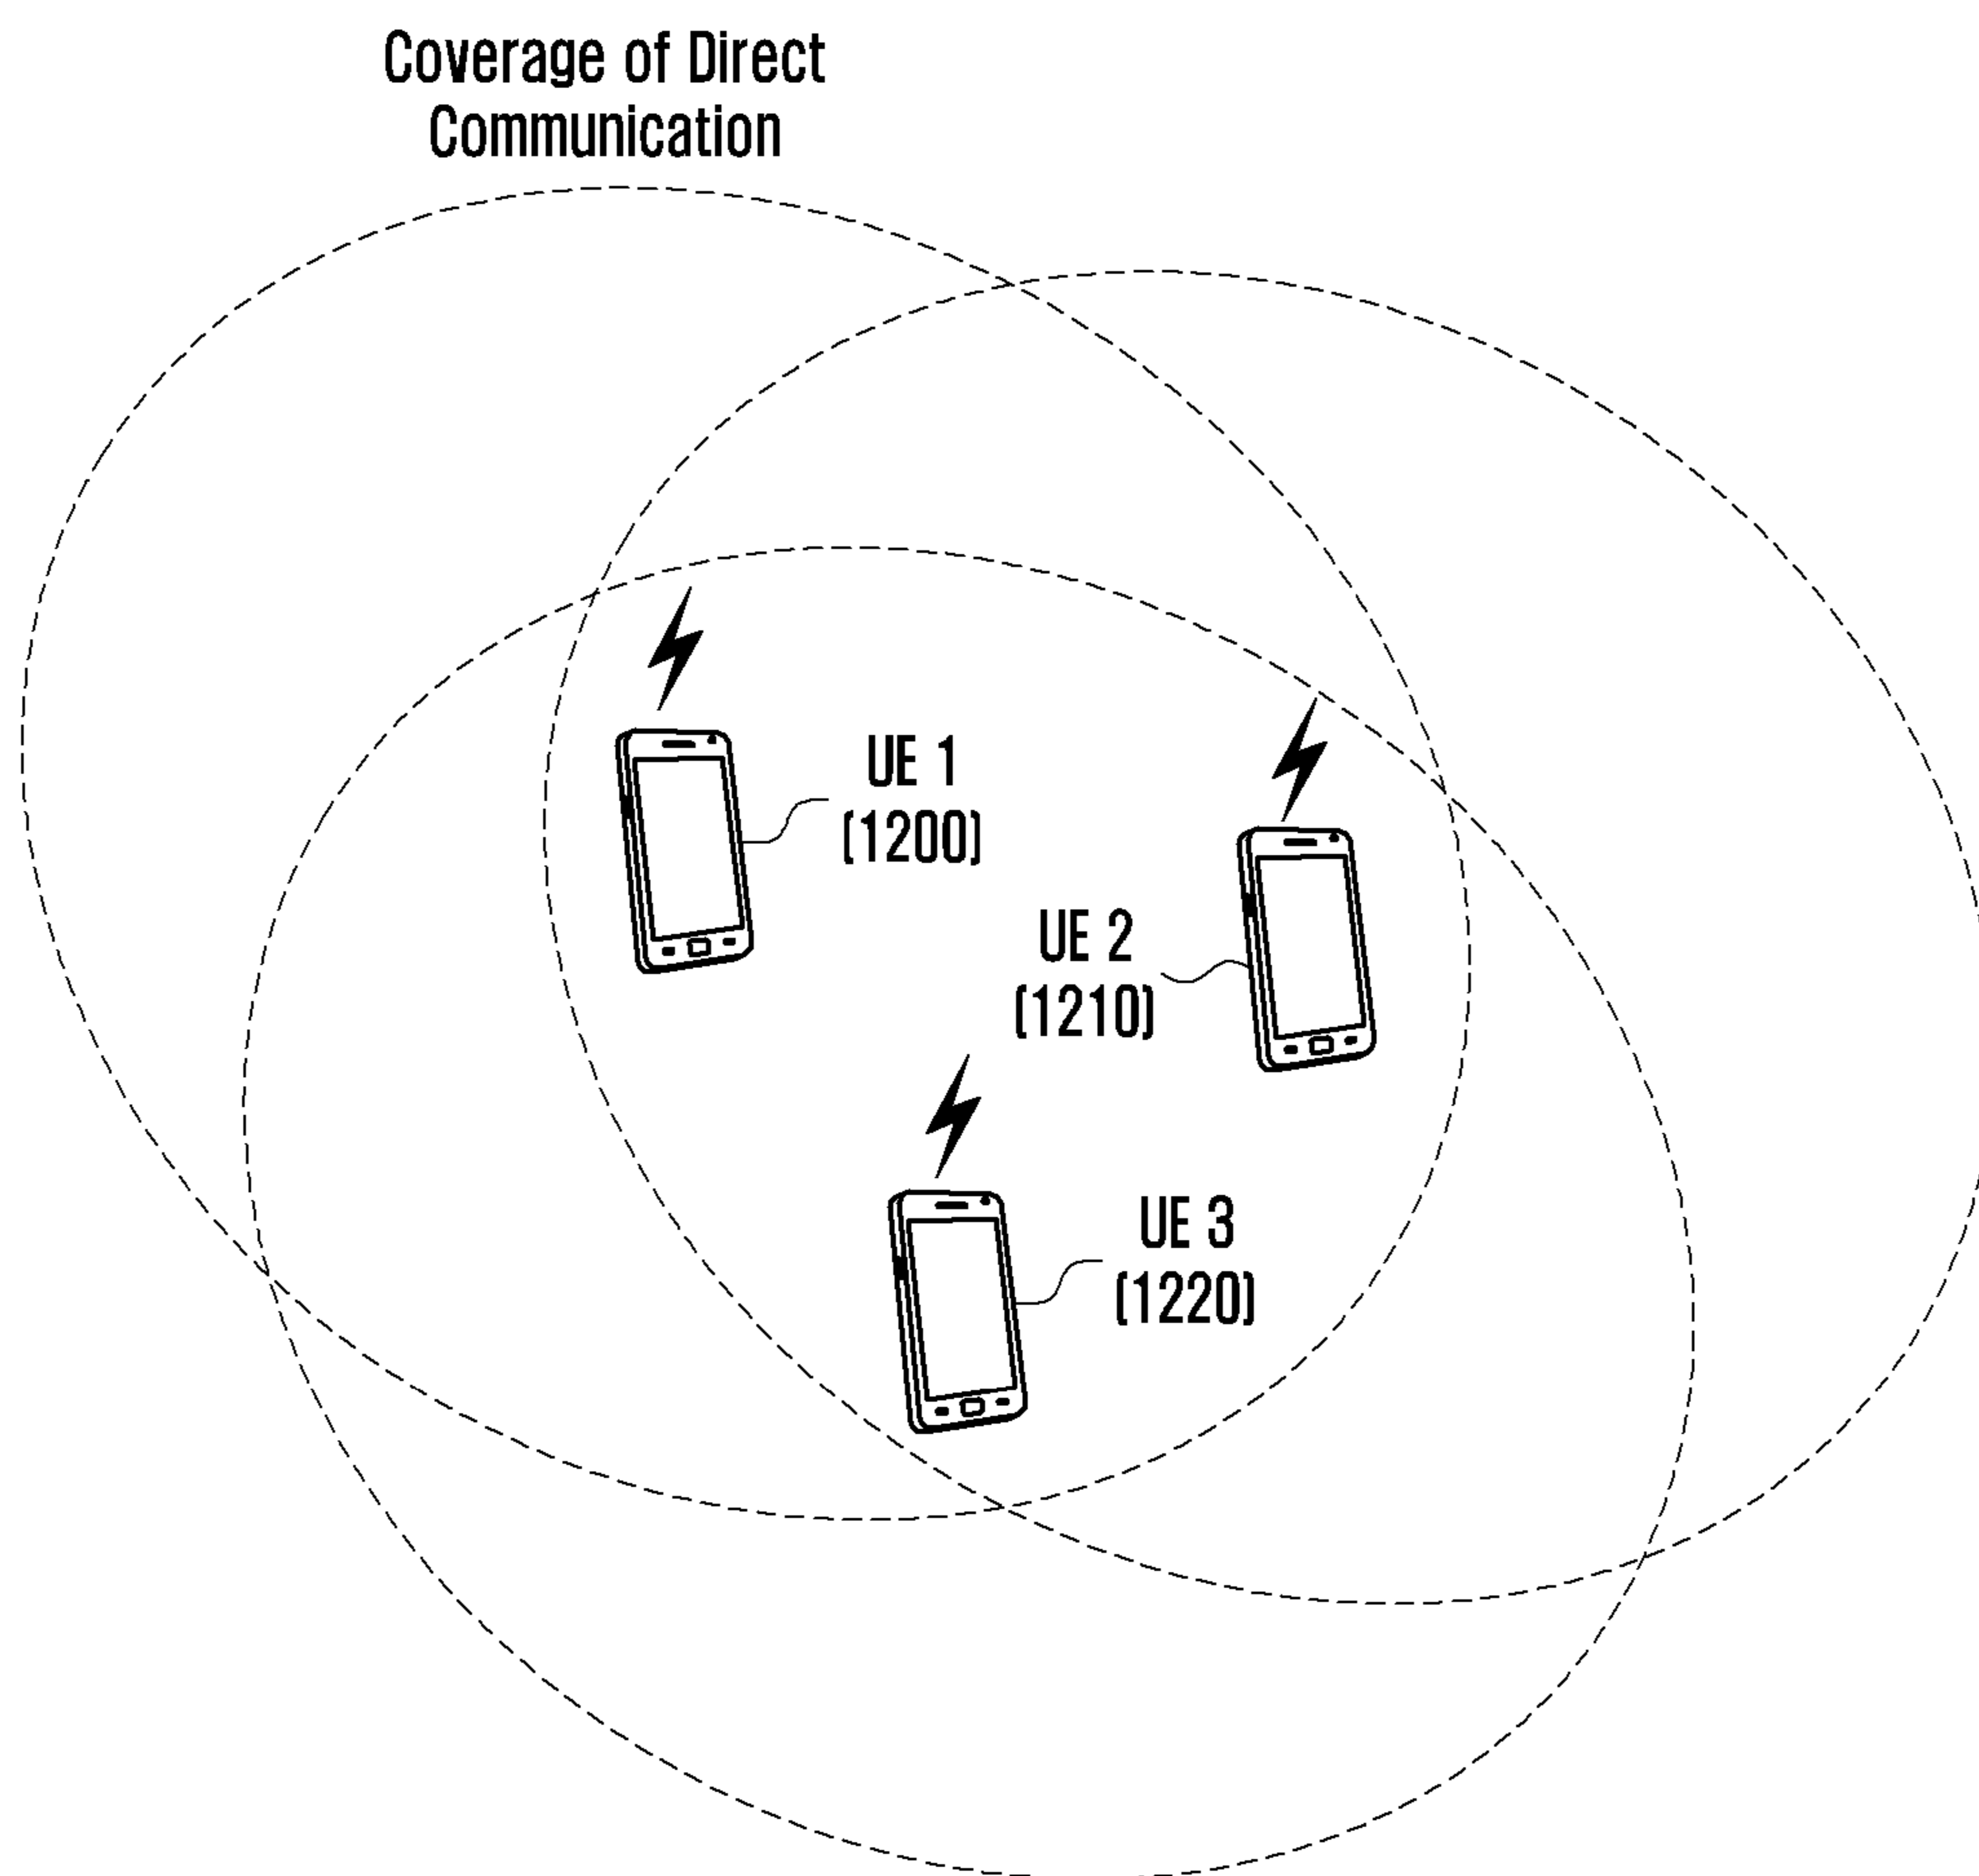 Coverage of Direct
Communication
UE 1
(1200)
UE 2
(1210)
UE 3
(1220)